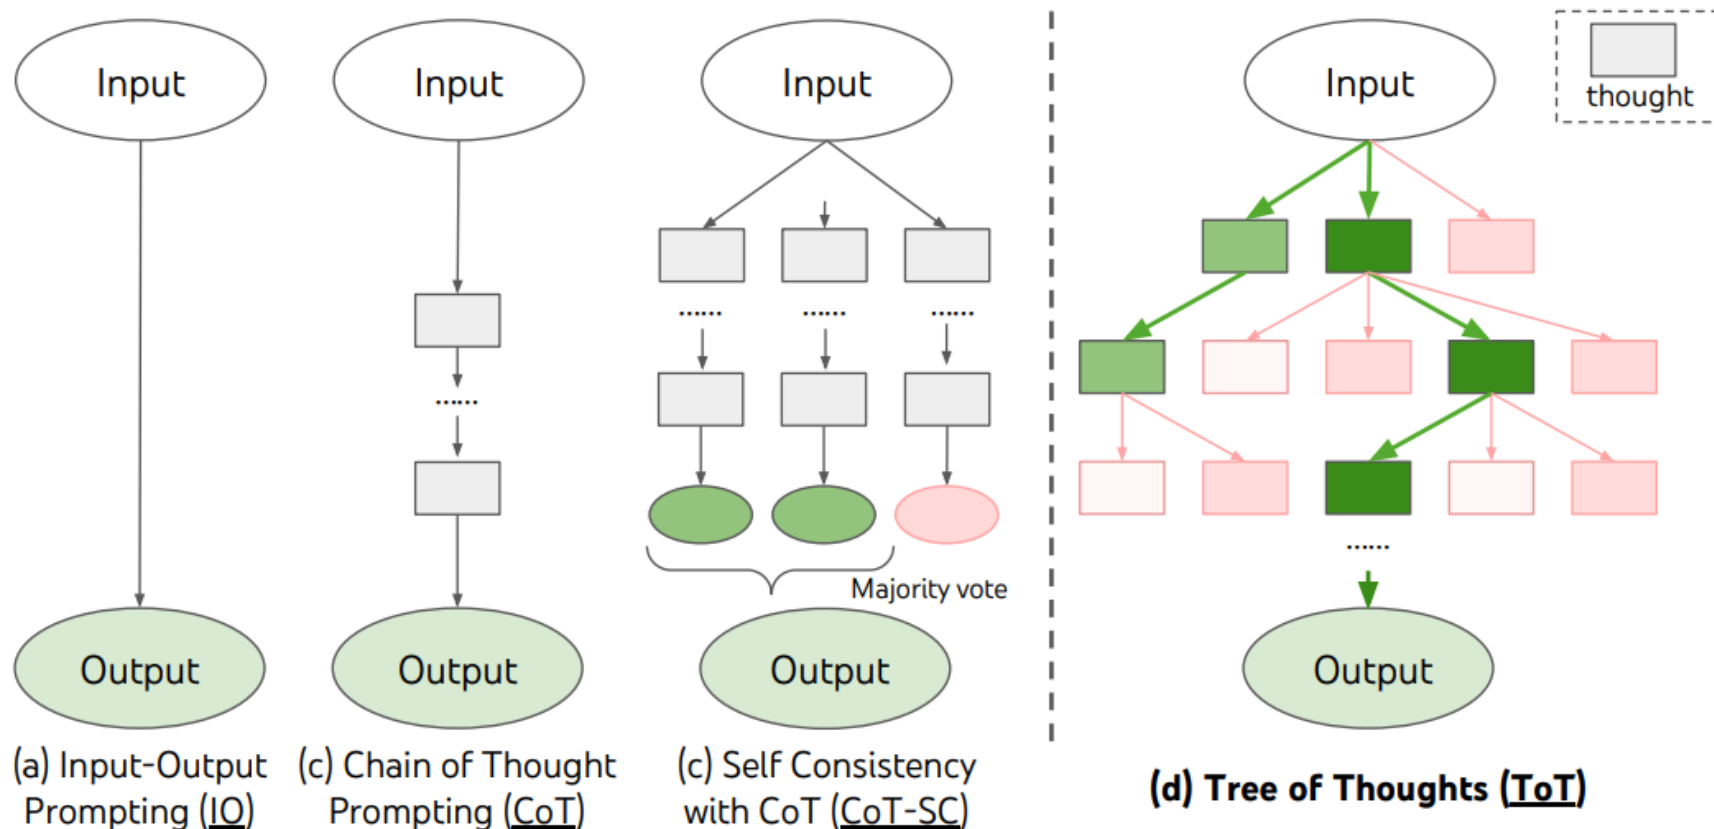 Input
Input
Input
Input
thought
......
......
......
......
......
Majority vote
Output
Output
Output
Output
(a) Input-Output
Prompting (IO)
(c) Chain of Thought
Prompting (CoT)
(c) Self Consistency
with CoT (CoT-SC)
(d) Tree of Thoughts (ToT)